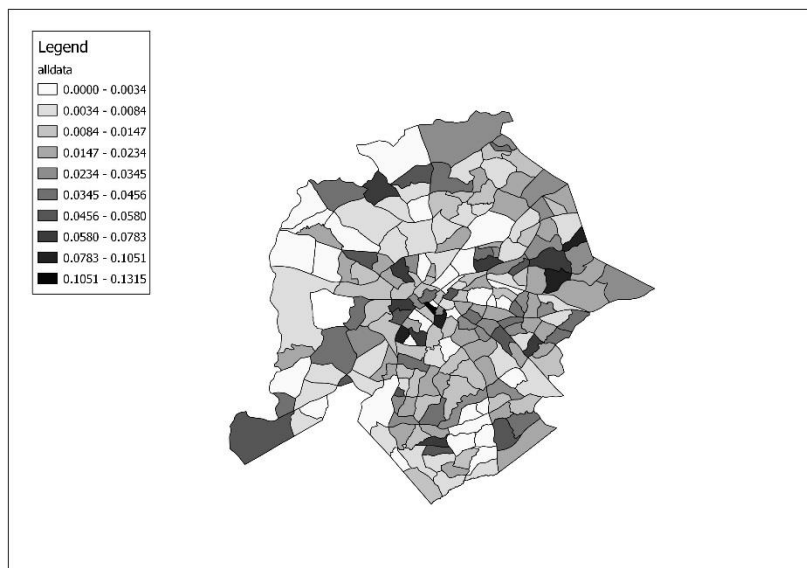 Legend
alldata
0.0000 - 0.0034
0.0034 - 0.0084
0.0084 - 0.0147
0.0147 - 0.0234
0.0234 - 0.0345
0.0345 - 0.0456
0.0456 - 0.0580
0.0580 - 0.0783
0.0783 - 0.1051
0.1051 - 0.1315